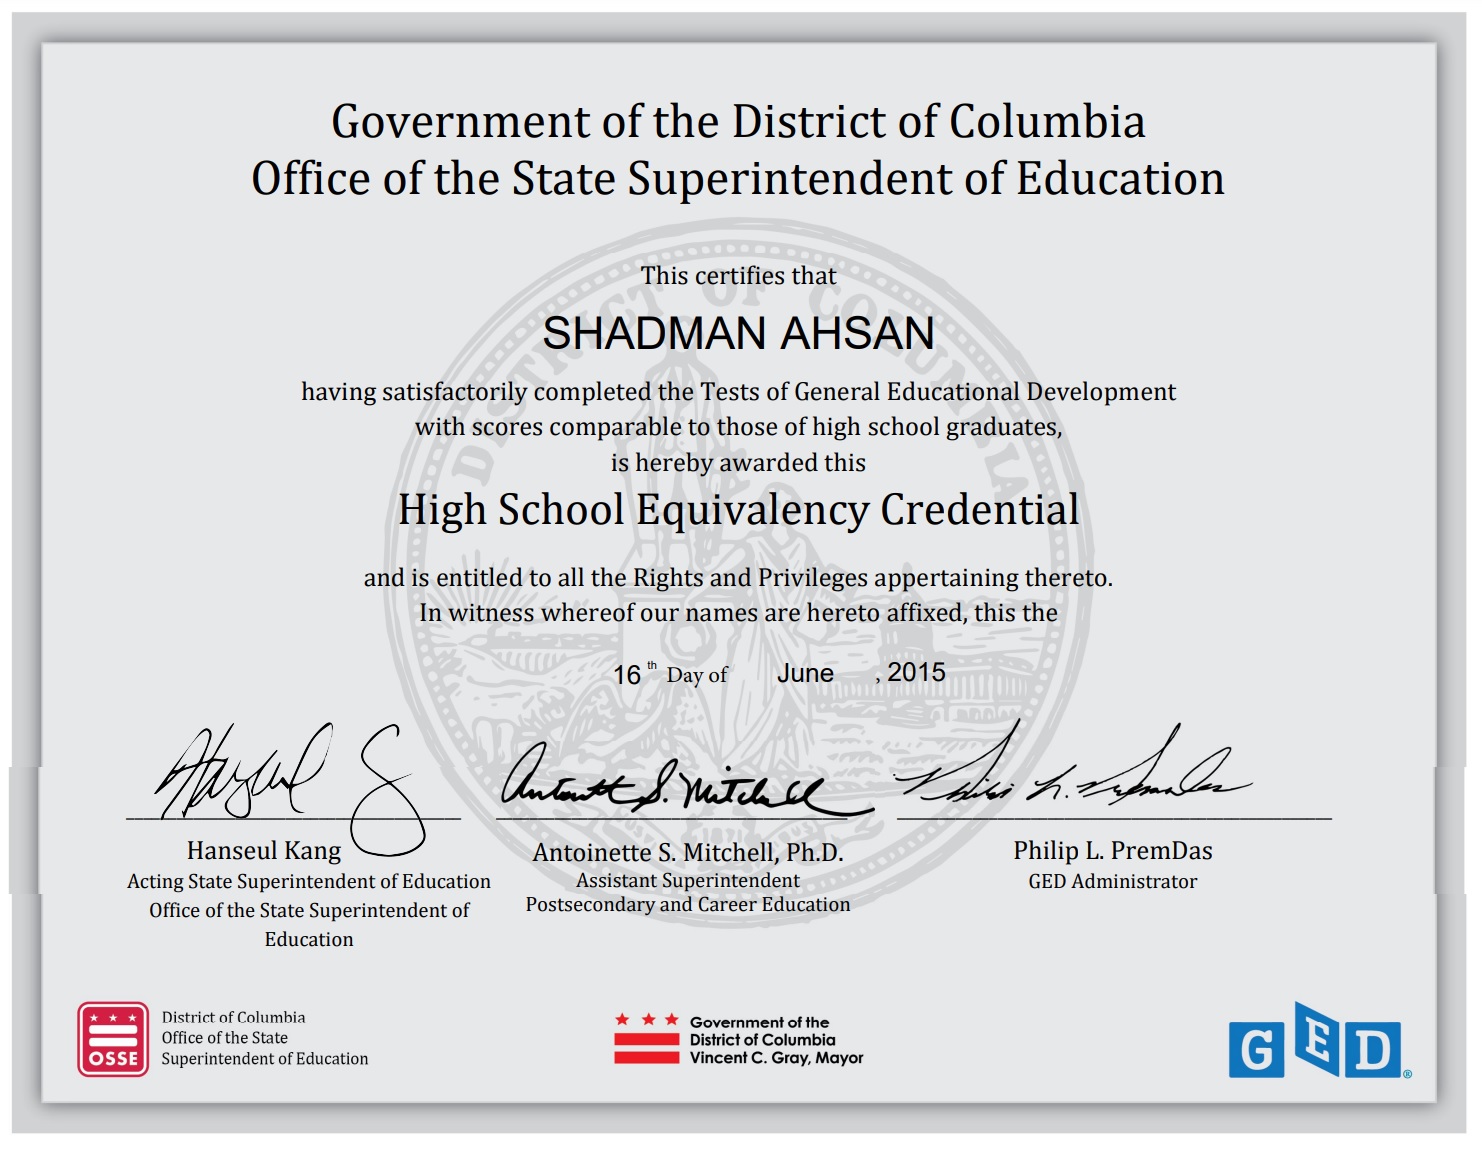 Government of the District of Columbia
Office of the State Superintendent of Education
This certifies that
SHADMAN AHSAN
having satisfactorily completed the Tests of General Educational Development
with scores comparable to those of high school graduates,
is hereby awarded this
High School Equivalency Credential
and is entitled to all the Rights and Privileges appertaining thereto.
In witness whereof our names are hereto affixed, this the
16 th Day of June , 2015
Hanseul Kang
Acting State Superintendent of Education
Office of the State Superintendent of
Education
Antoinette S. Mitchell, Ph.D.
Assistant Superintendent
Postsecondary and Career Education
Philip L. PremDas
GED Administrator
DISTRICT OF COLUMBIA
OSSE
District of Columbia
Office of the State
Superintendent of Education
Government of the
District of Columbia
Vincent C. Gray, Mayor
GED®